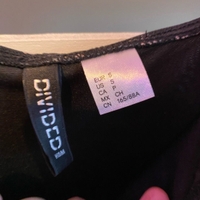 DIVIDED
H&M
EUR S
US S
CA P
MX CH
CN 165/88A